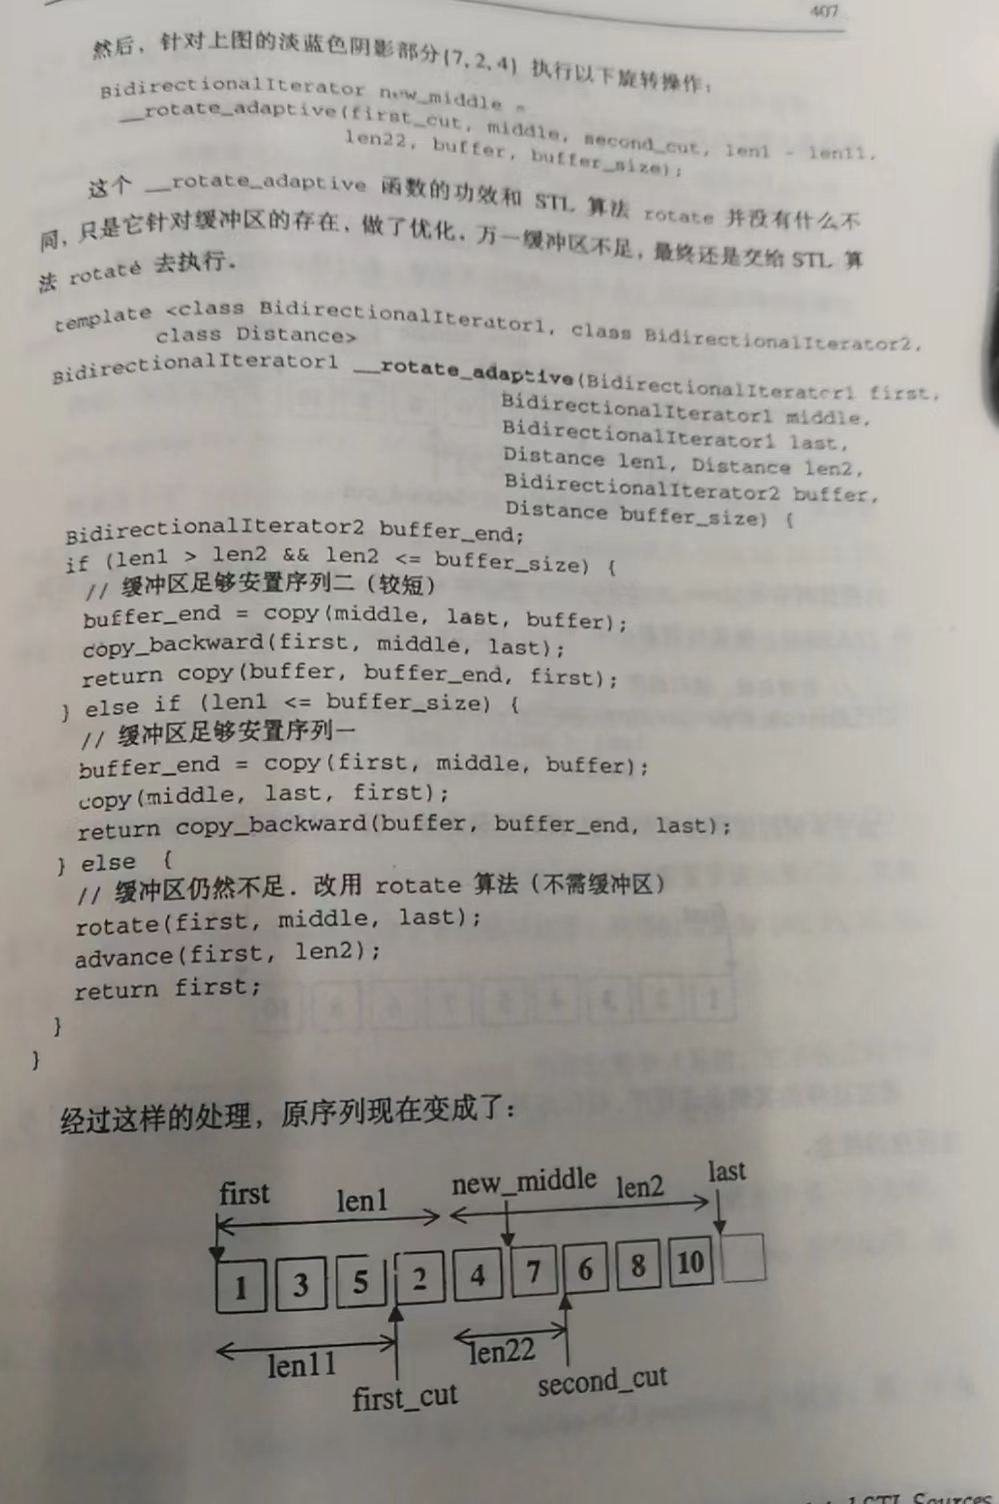 407
然后，针对上图的淡蓝色阴影部分{7,2,4} 执行以下旋转操作：
BidirectionalIterator new_middle =
__rotate_adaptive(first_cut, middle, second_cut, len1 - len11,
len22, buffer, buffer_size);
这个 __rotate_adaptive 函数的功效和 STL 算法 rotate 并没有什么不
同，只是它针对缓冲区的存在，做了优化．万一缓冲区不足，最终还是交给 STL 算
法 rotate 去执行．
template <class BidirectionalIterator1, class BidirectionalIterator2,
class Distance>
BidirectionalIterator1 __rotate_adaptive(BidirectionalIterator1 first,
BidirectionalIterator1 middle,
BidirectionalIterator1 last,
Distance len1, Distance len2,
BidirectionalIterator2 buffer,
Distance buffer_size) {
BidirectionalIterator2 buffer_end;
if (len1 > len2 && len2 <= buffer_size) {
// 缓冲区足够安置序列二（较短）
buffer_end = copy(middle, last, buffer);
copy_backward(first, middle, last);
return copy(buffer, buffer_end, first);
} else if (len1 <= buffer_size) {
// 缓冲区足够安置序列一
buffer_end = copy(first, middle, buffer);
copy(middle, last, first);
return copy_backward(buffer, buffer_end, last);
} else {
// 缓冲区仍然不足．改用 rotate 算法（不需缓冲区）
rotate(first, middle, last);
advance(first, len2);
return first;
}
}
经过这样的处理，原序列现在变成了：
first len1 new_middle len2 last
1 3 5 2 4 7 6 8 10
len11 len22
first_cut second_cut
STL Sources